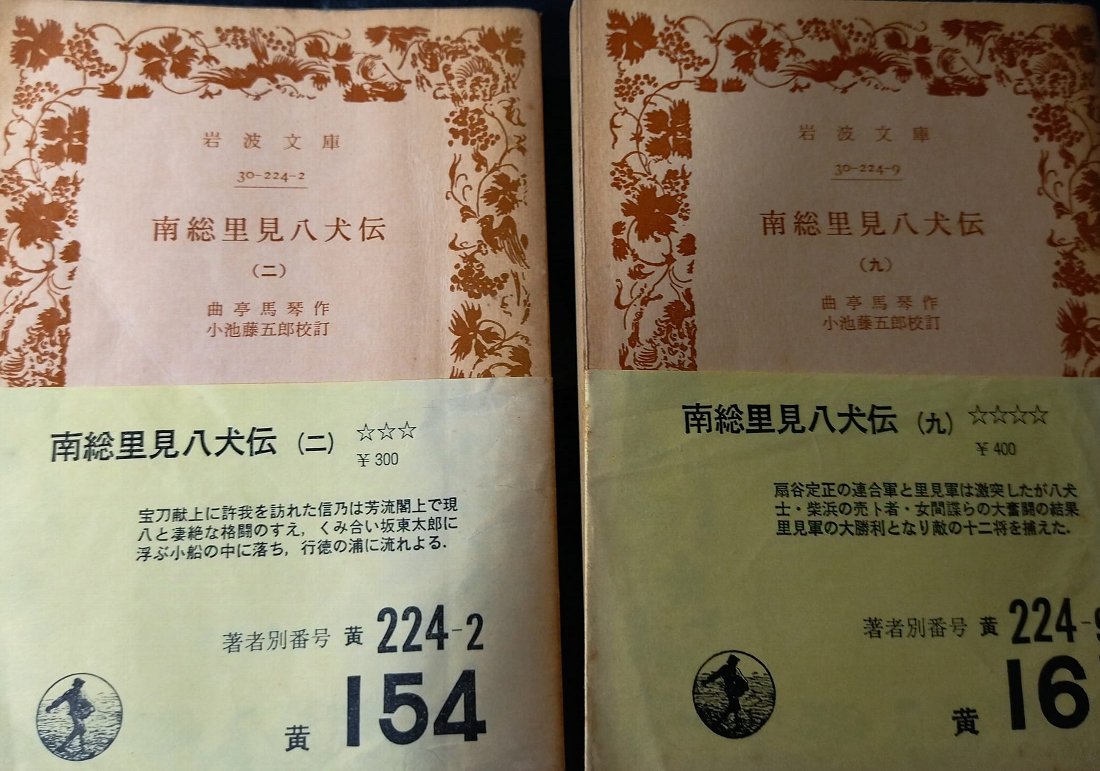 岩波文庫
30-224-2
南総里見八犬伝
(二)
曲亭馬琴作
小池藤五郎校訂
南総里見八犬伝 (二) ☆☆☆
¥300
宝刀献上に許我を訪れた信乃は芳流閣上で現
八と凄絶な格闘のすえ，くみ合い坂東太郎に
浮ぶ小船の中に落ち，行徳の浦に流れよる．
著者別番号 黄 224-2
黄 154
岩波文庫
30-224-9
南総里見八犬伝
(九)
曲亭馬琴作
小池藤五郎校訂
南総里見八犬伝 (九) ☆☆☆☆
¥400
扇谷定正の連合軍と里見軍は激突したが八犬
士・柴浜の売卜者・女間諜らの大奮闘の結果
里見軍の大勝利となり敵の十二将を捕えた．
著者別番号 黄 224-9
黄 16